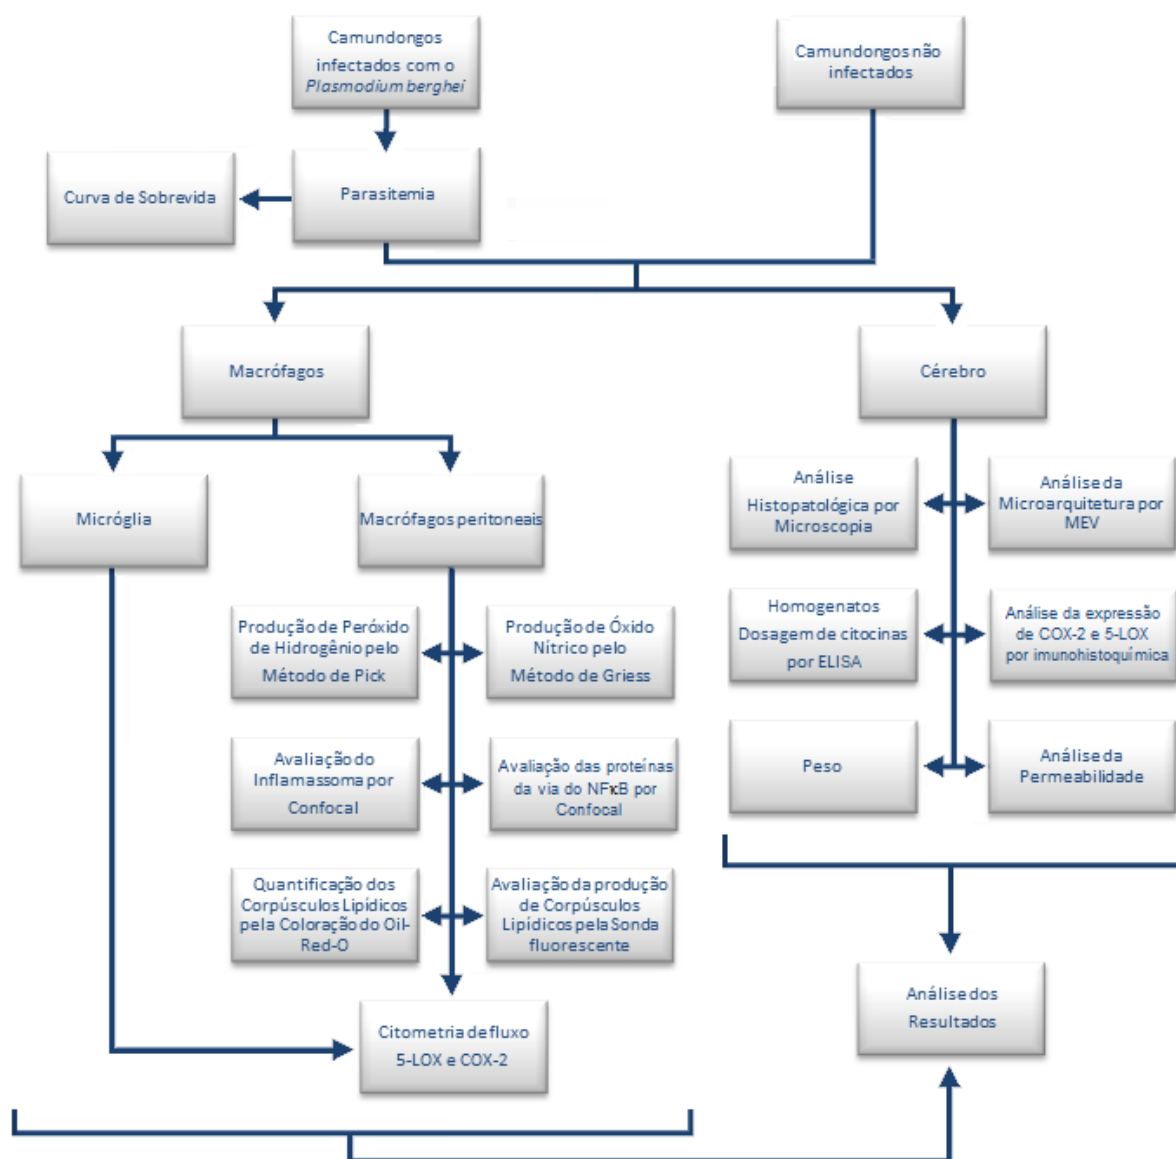 Camundongos
infectados com o
Plasmodium berghei
Camundongos não
infectados
Curva de Sobrevida
Parasitemia
Macrófagos
Cérebro
Micróglia
Macrófagos peritoneais
Análise
Histopatológica por
Microscopia
Análise da
Microarquitetura por
MEV
Homogenatos
Dosagem de citocinas
por ELISA
Análise da expressão
de COX-2 e 5-LOX
por imunohistoquímica
Peso
Análise da
Permeabilidade
Produção de Peróxido
de Hidrogênio pelo
Método de Pick
Produção de Óxido
Nítrico pelo
Método de Griess
Avaliação do
Inflamassoma por
Confocal
Avaliação das proteínas
da via do NFκB por
Confocal
Quantificação dos
Corpúsculos Lipídicos
pela Coloração do Oil-
Red-O
Avaliação da produção
de Corpúsculos
Lipídicos pela Sonda
fluorescente
Citometria de fluxo
5-LOX e COX-2
Análise dos
Resultados